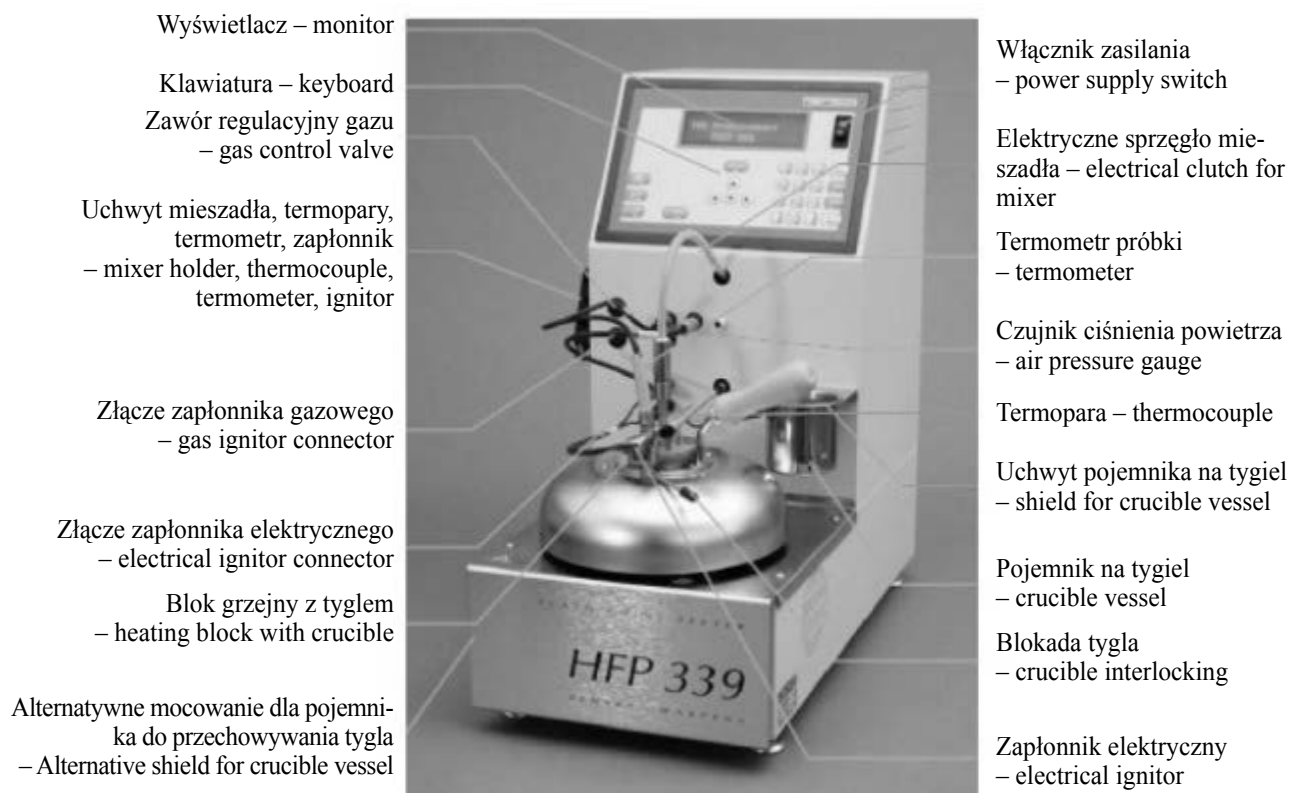 Wyświetlacz – monitor
Klawiatura – keyboard
Zawór regulacyjny gazu
– gas control valve
Uchwyt mieszadła, termopary,
termometr, zapłonnik
– mixer holder, thermocouple,
termometer, ignitor
Złącze zapłonnika gazowego
– gas ignitor connector
Złącze zapłonnika elektrycznego
– electrical ignitor connector
Blok grzejny z tyglem
– heating block with crucible
Alternatywne mocowanie dla pojemni-
ka do przechowywania tygla
– Alternative shield for crucible vessel
HFP 339
Włącznik zasilania
– power supply switch
Elektryczne sprzęgło mie-
szadła – electrical clutch for
mixer
Termometr próbki
– termometer
Czujnik ciśnienia powietrza
– air pressure gauge
Termopara – thermocouple
Uchwyt pojemnika na tygiel
– shield for crucible vessel
Pojemnik na tygiel
– crucible vessel
Blokada tygla
– crucible interlocking
Zapłonnik elektryczny
– electrical ignitor